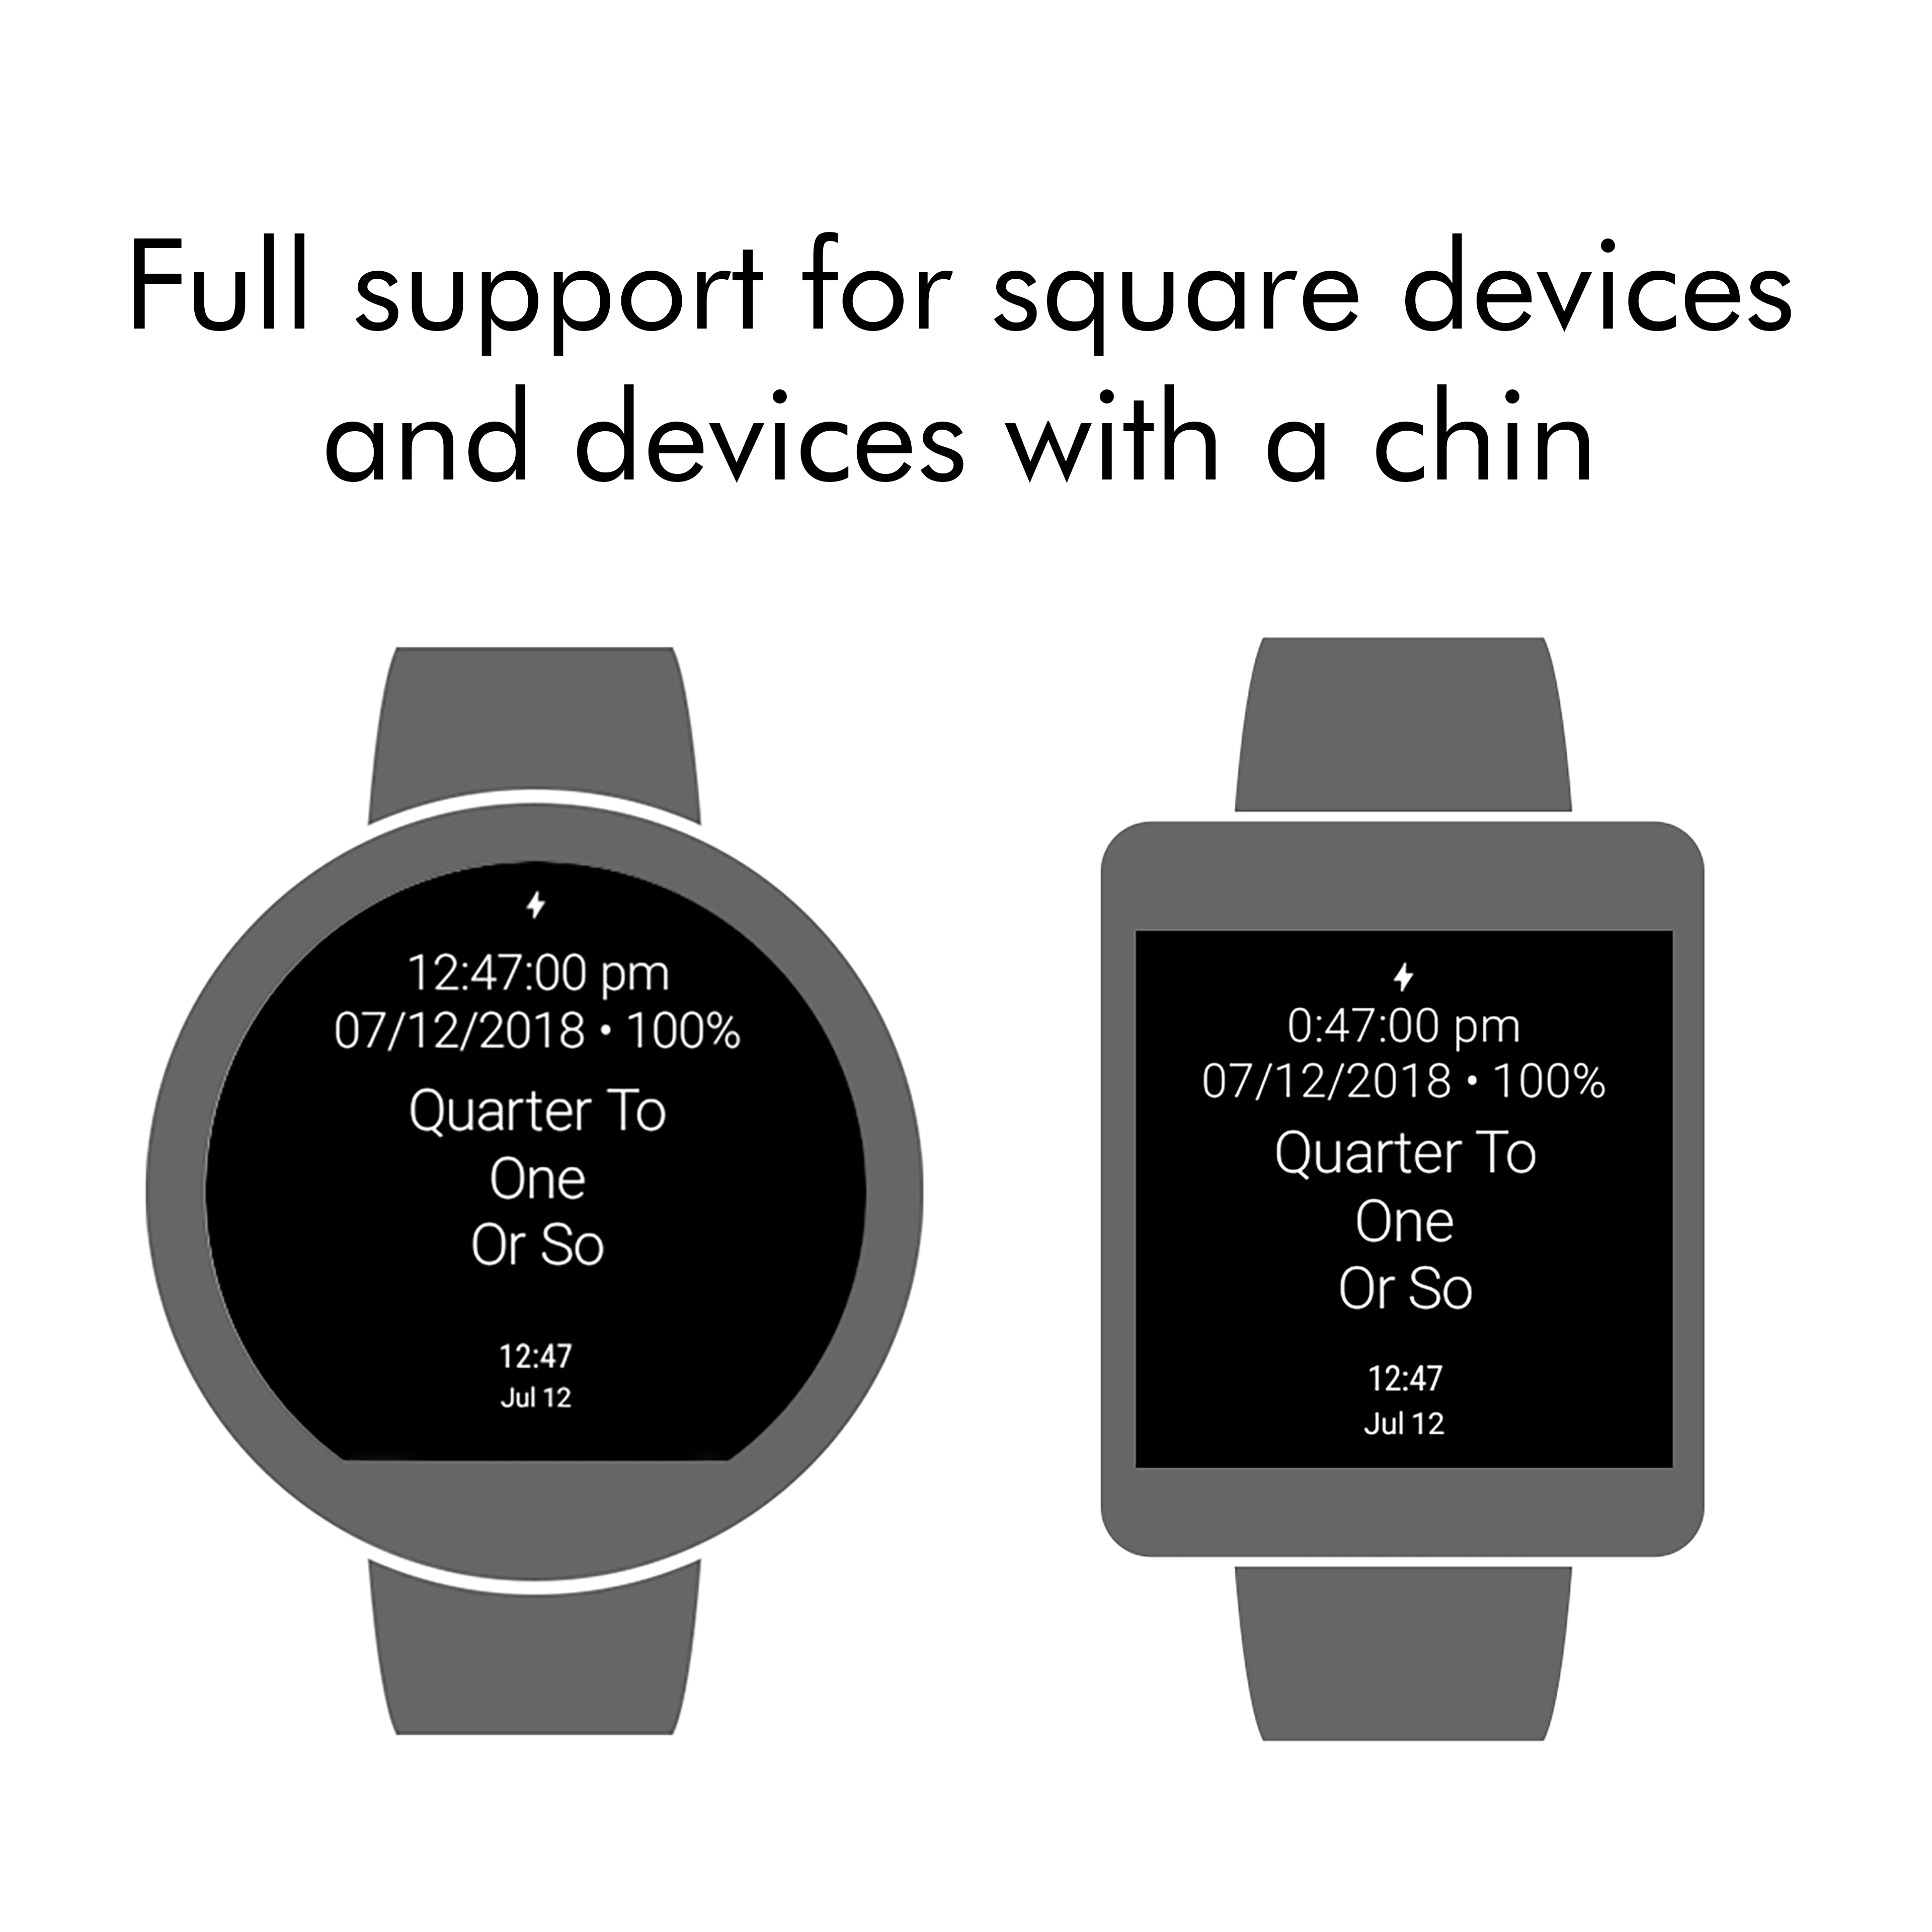 Full support for square devices
and devices with a chin
12:47:00 pm
07/12/2018 • 100%
Quarter To
One
Or So
12:47
Jul 12
0:47:00 pm
07/12/2018 • 100%
Quarter To
One
Or So
12:47
Jul 12